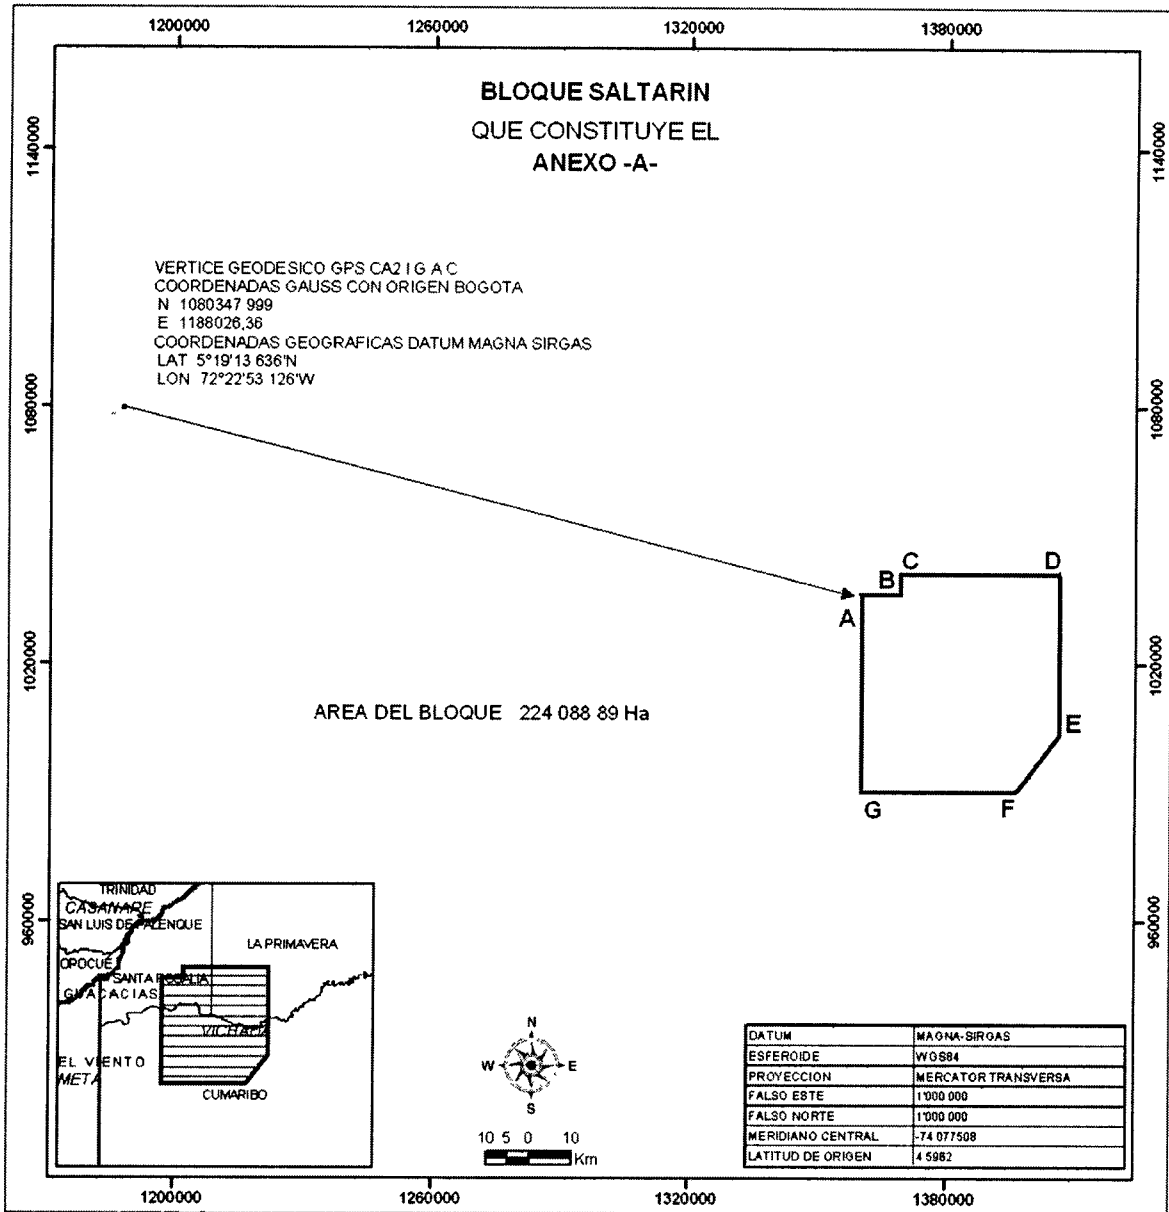 1200000 1260000 1320000 1380000
BLOQUE SALTARIN
QUE CONSTITUYE EL
ANEXO -A-
1140000 1140000
VERTICE GEODESICO GPS CA2 I G A C
COORDENADAS GAUSS CON ORIGEN BOGOTA
N 1080347 999
E 1188026,36
COORDENADAS GEOGRAFICAS DATUM MAGNA SIRGAS
LAT 5°19'13 636'N
LON 72°22'53 126'W
1080000 1080000
C D
B
A
1020000 1020000
AREA DEL BLOQUE 224 088 89 Ha
E
G F
960000 960000
TRINIDAD
CASANARE
SAN LUIS DE PALENQUE
LA PRIMAVERA
OPOCUE
SANTA ROSALIA
GUACACIAS
VICHADA
EL VIENTO
META
CUMARIBO
N
W E
S
10 5 0 10
Km
DATUM MAGNA-SIRGAS
ESFEROIDE WGS84
PROYECCION MERCATOR TRANSVERSA
FALSO ESTE 1'000 000
FALSO NORTE 1'000 000
MERIDIANO CENTRAL -74 077508
LATITUD DE ORIGEN 4 5962
1200000 1260000 1320000 1380000